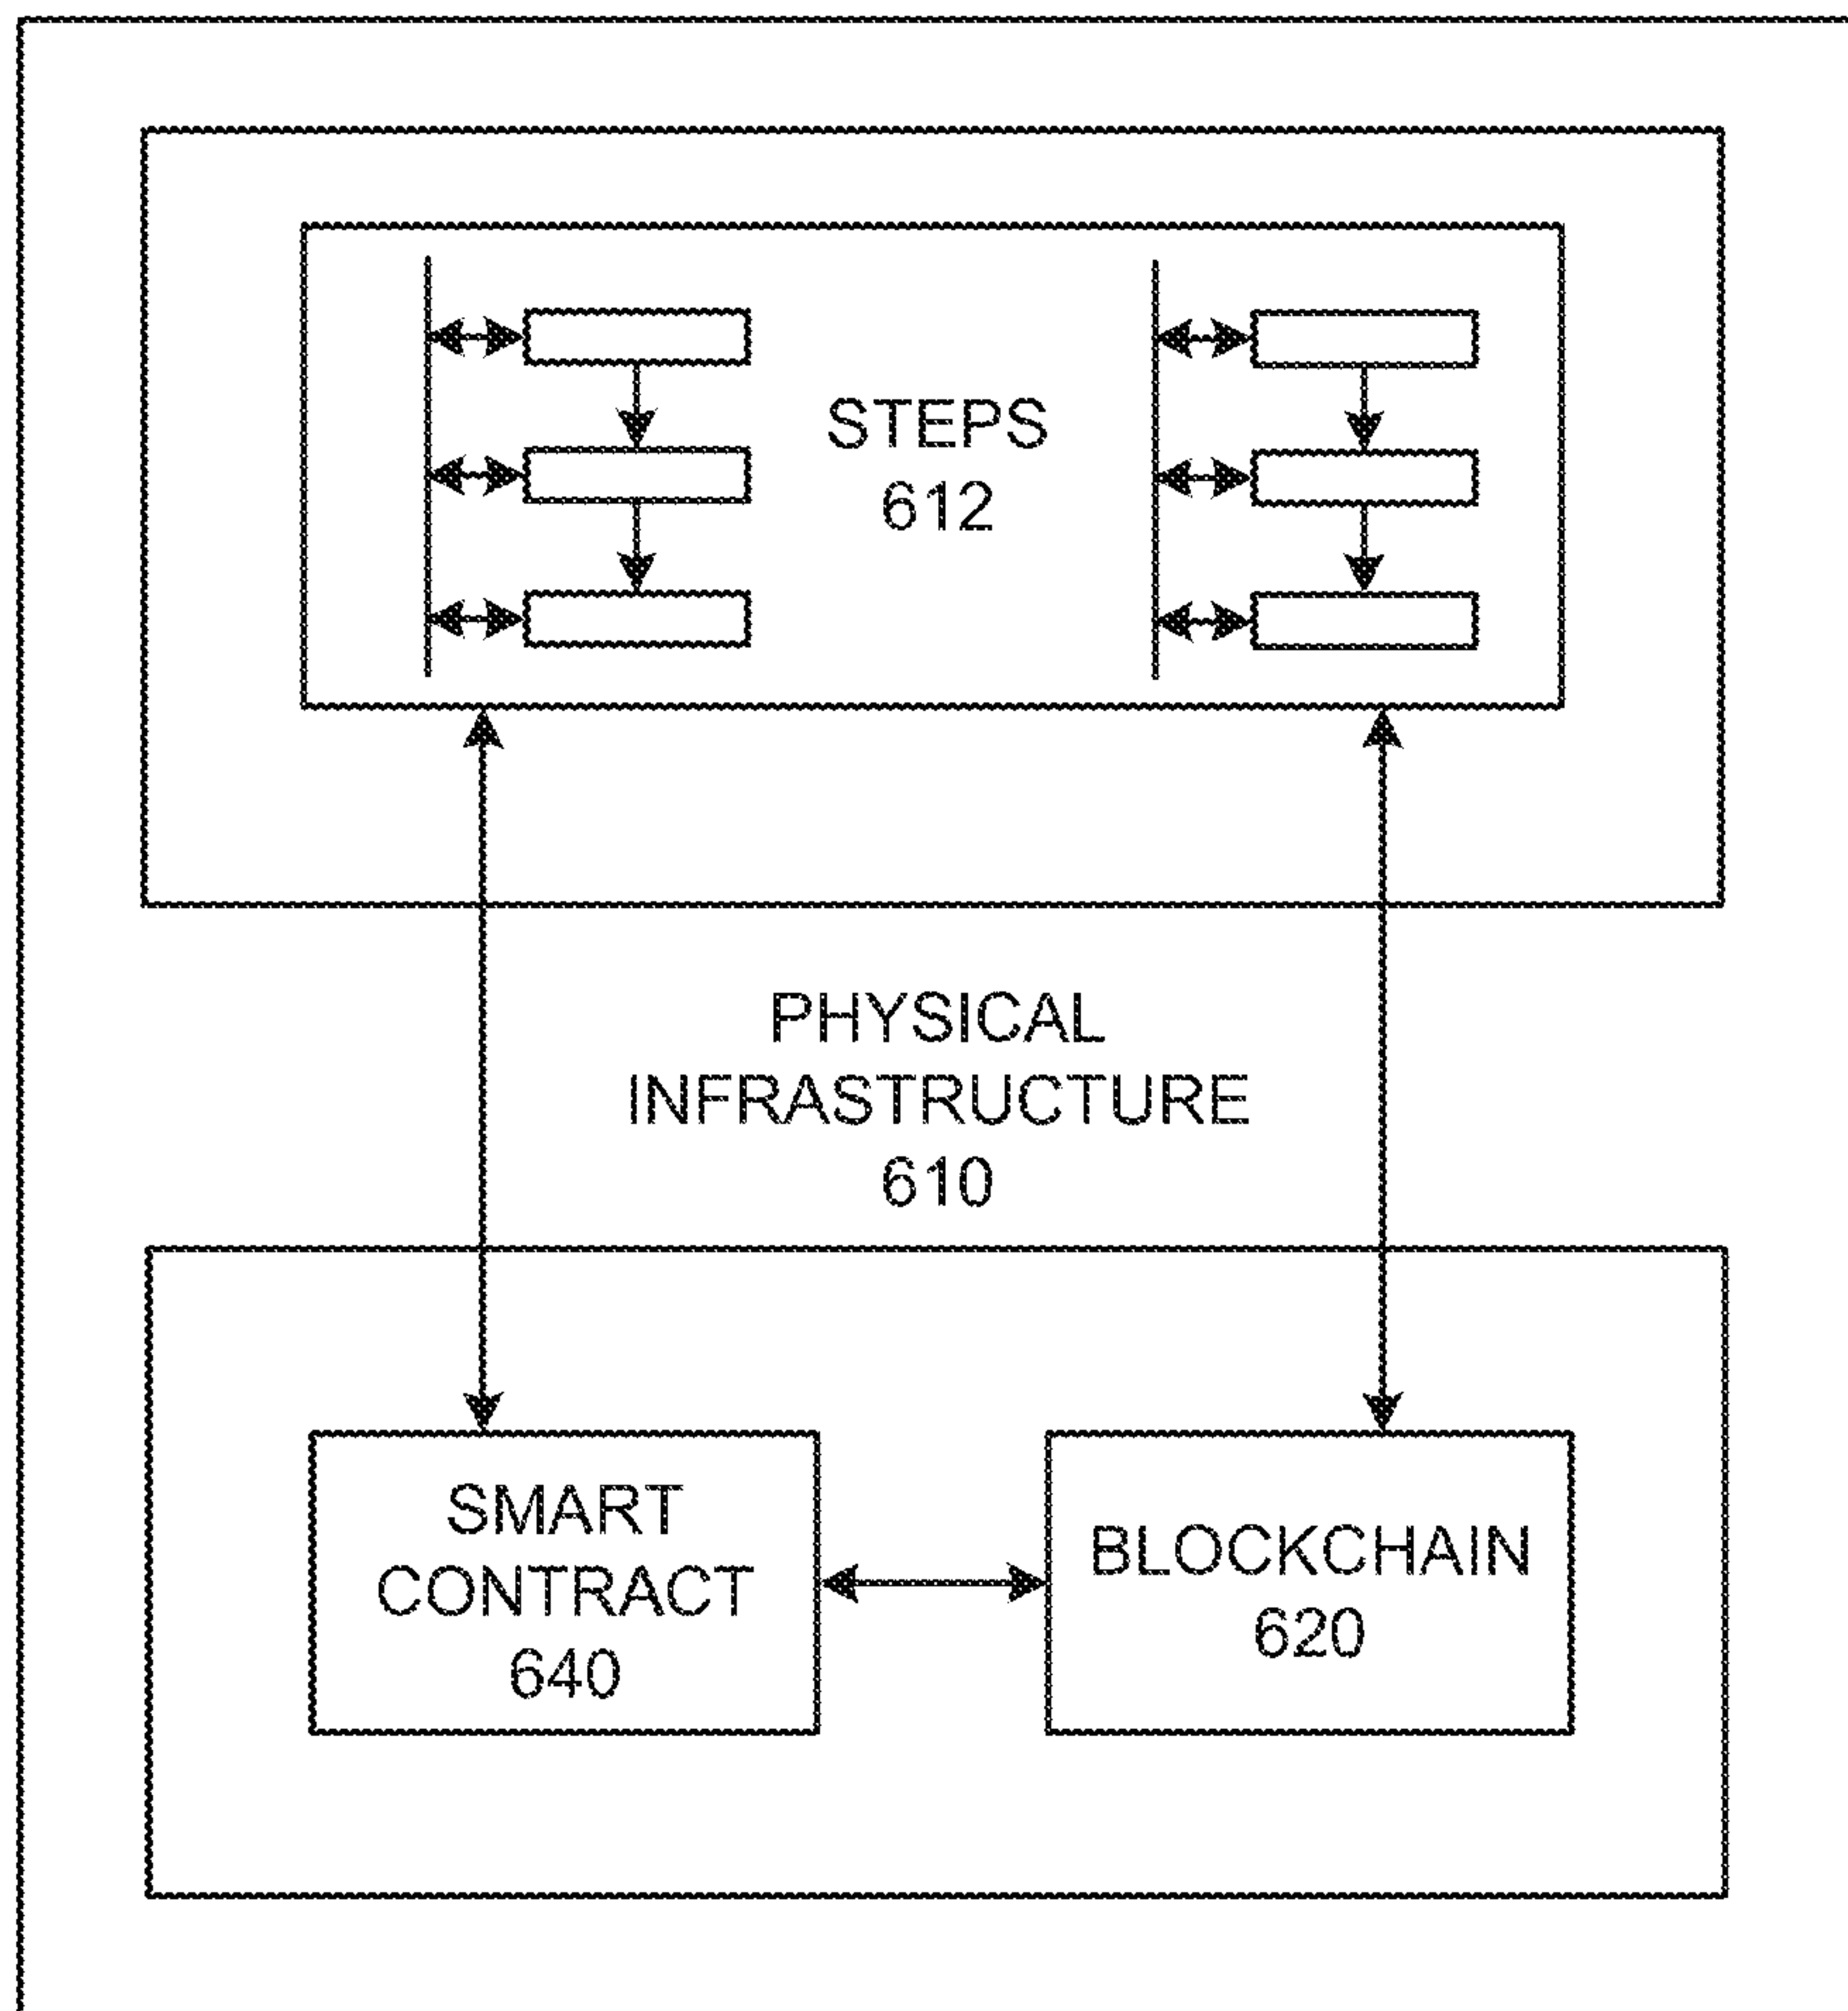 STEPS
612
PHYSICAL
INFRASTRUCTURE
610
SMART
CONTRACT
640
BLOCKCHAIN
620